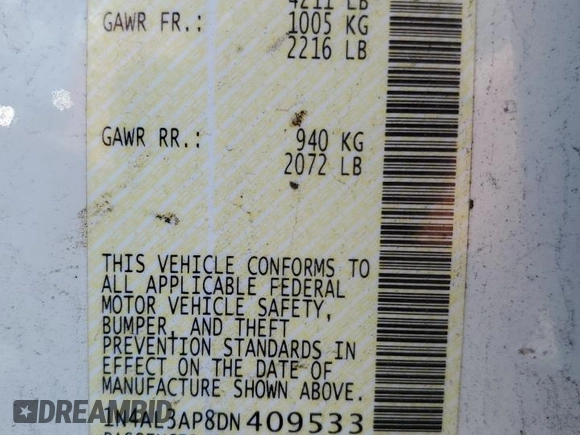 4211 LB
GAWR FR.: 1005 KG
2216 LB
GAWR RR.: 940 KG
2072 LB
THIS VEHICLE CONFORMS TO
ALL APPLICABLE FEDERAL
MOTOR VEHICLE SAFETY,
BUMPER, AND THEFT
PREVENTION STANDARDS IN
EFFECT ON THE DATE OF
MANUFACTURE SHOWN ABOVE.
1N4AL3AP8DN409533
DREAMBID